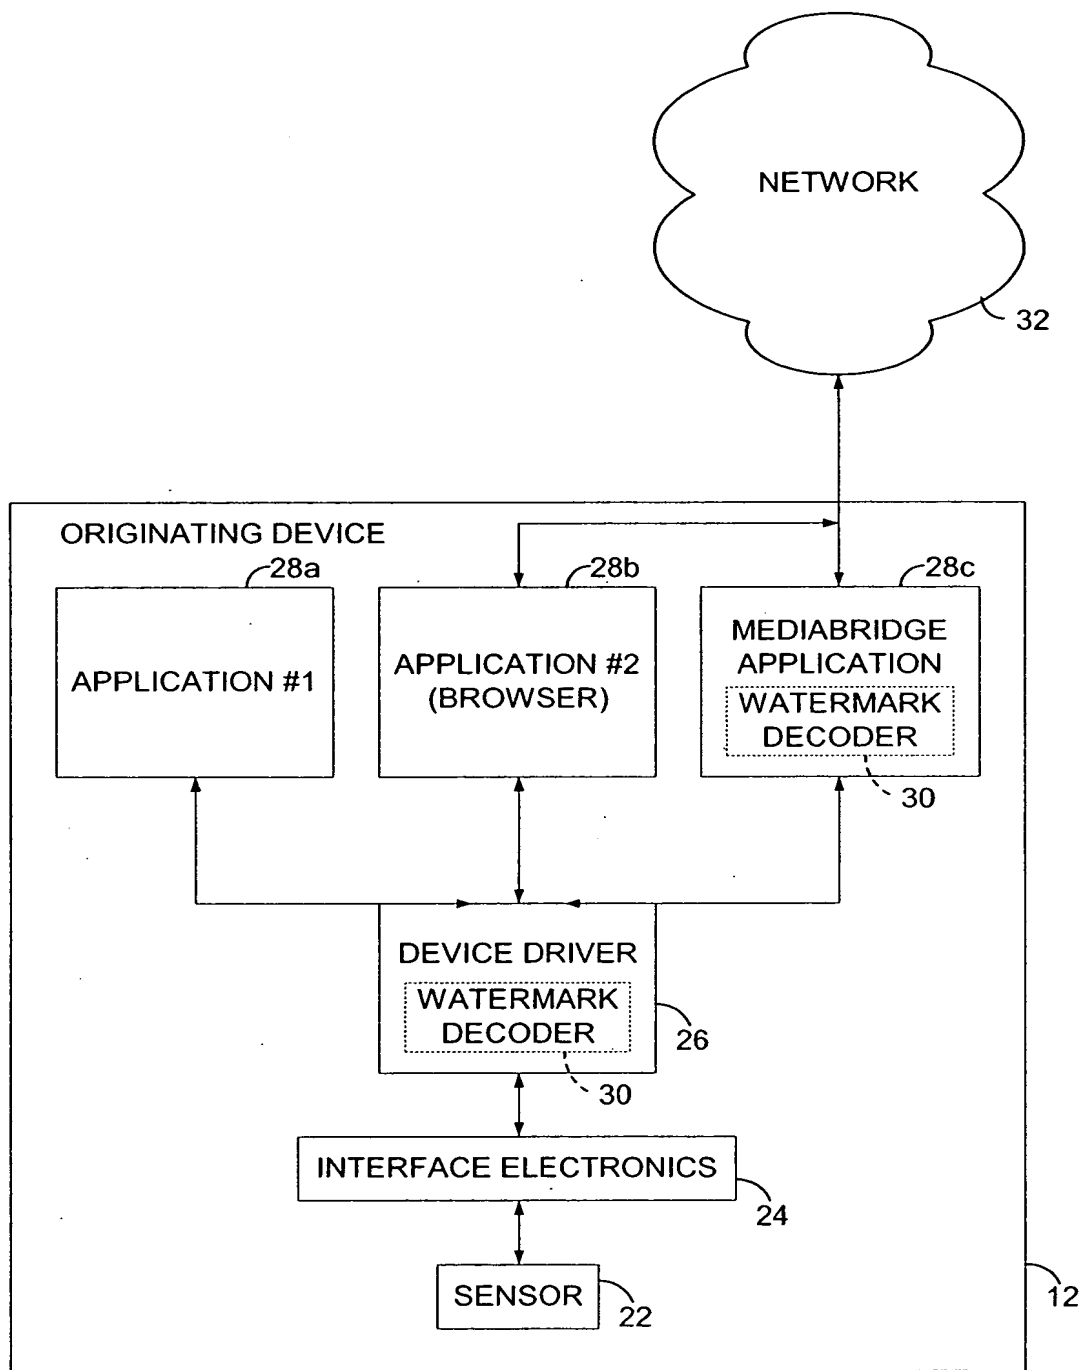 NETWORK
32
ORIGINATING DEVICE
28a
28b
28c
APPLICATION #1
APPLICATION #2
(BROWSER)
MEDIABRIDGE
APPLICATION
WATERMARK
DECODER
30
DEVICE DRIVER
WATERMARK
DECODER
26
30
INTERFACE ELECTRONICS
24
SENSOR
22
12